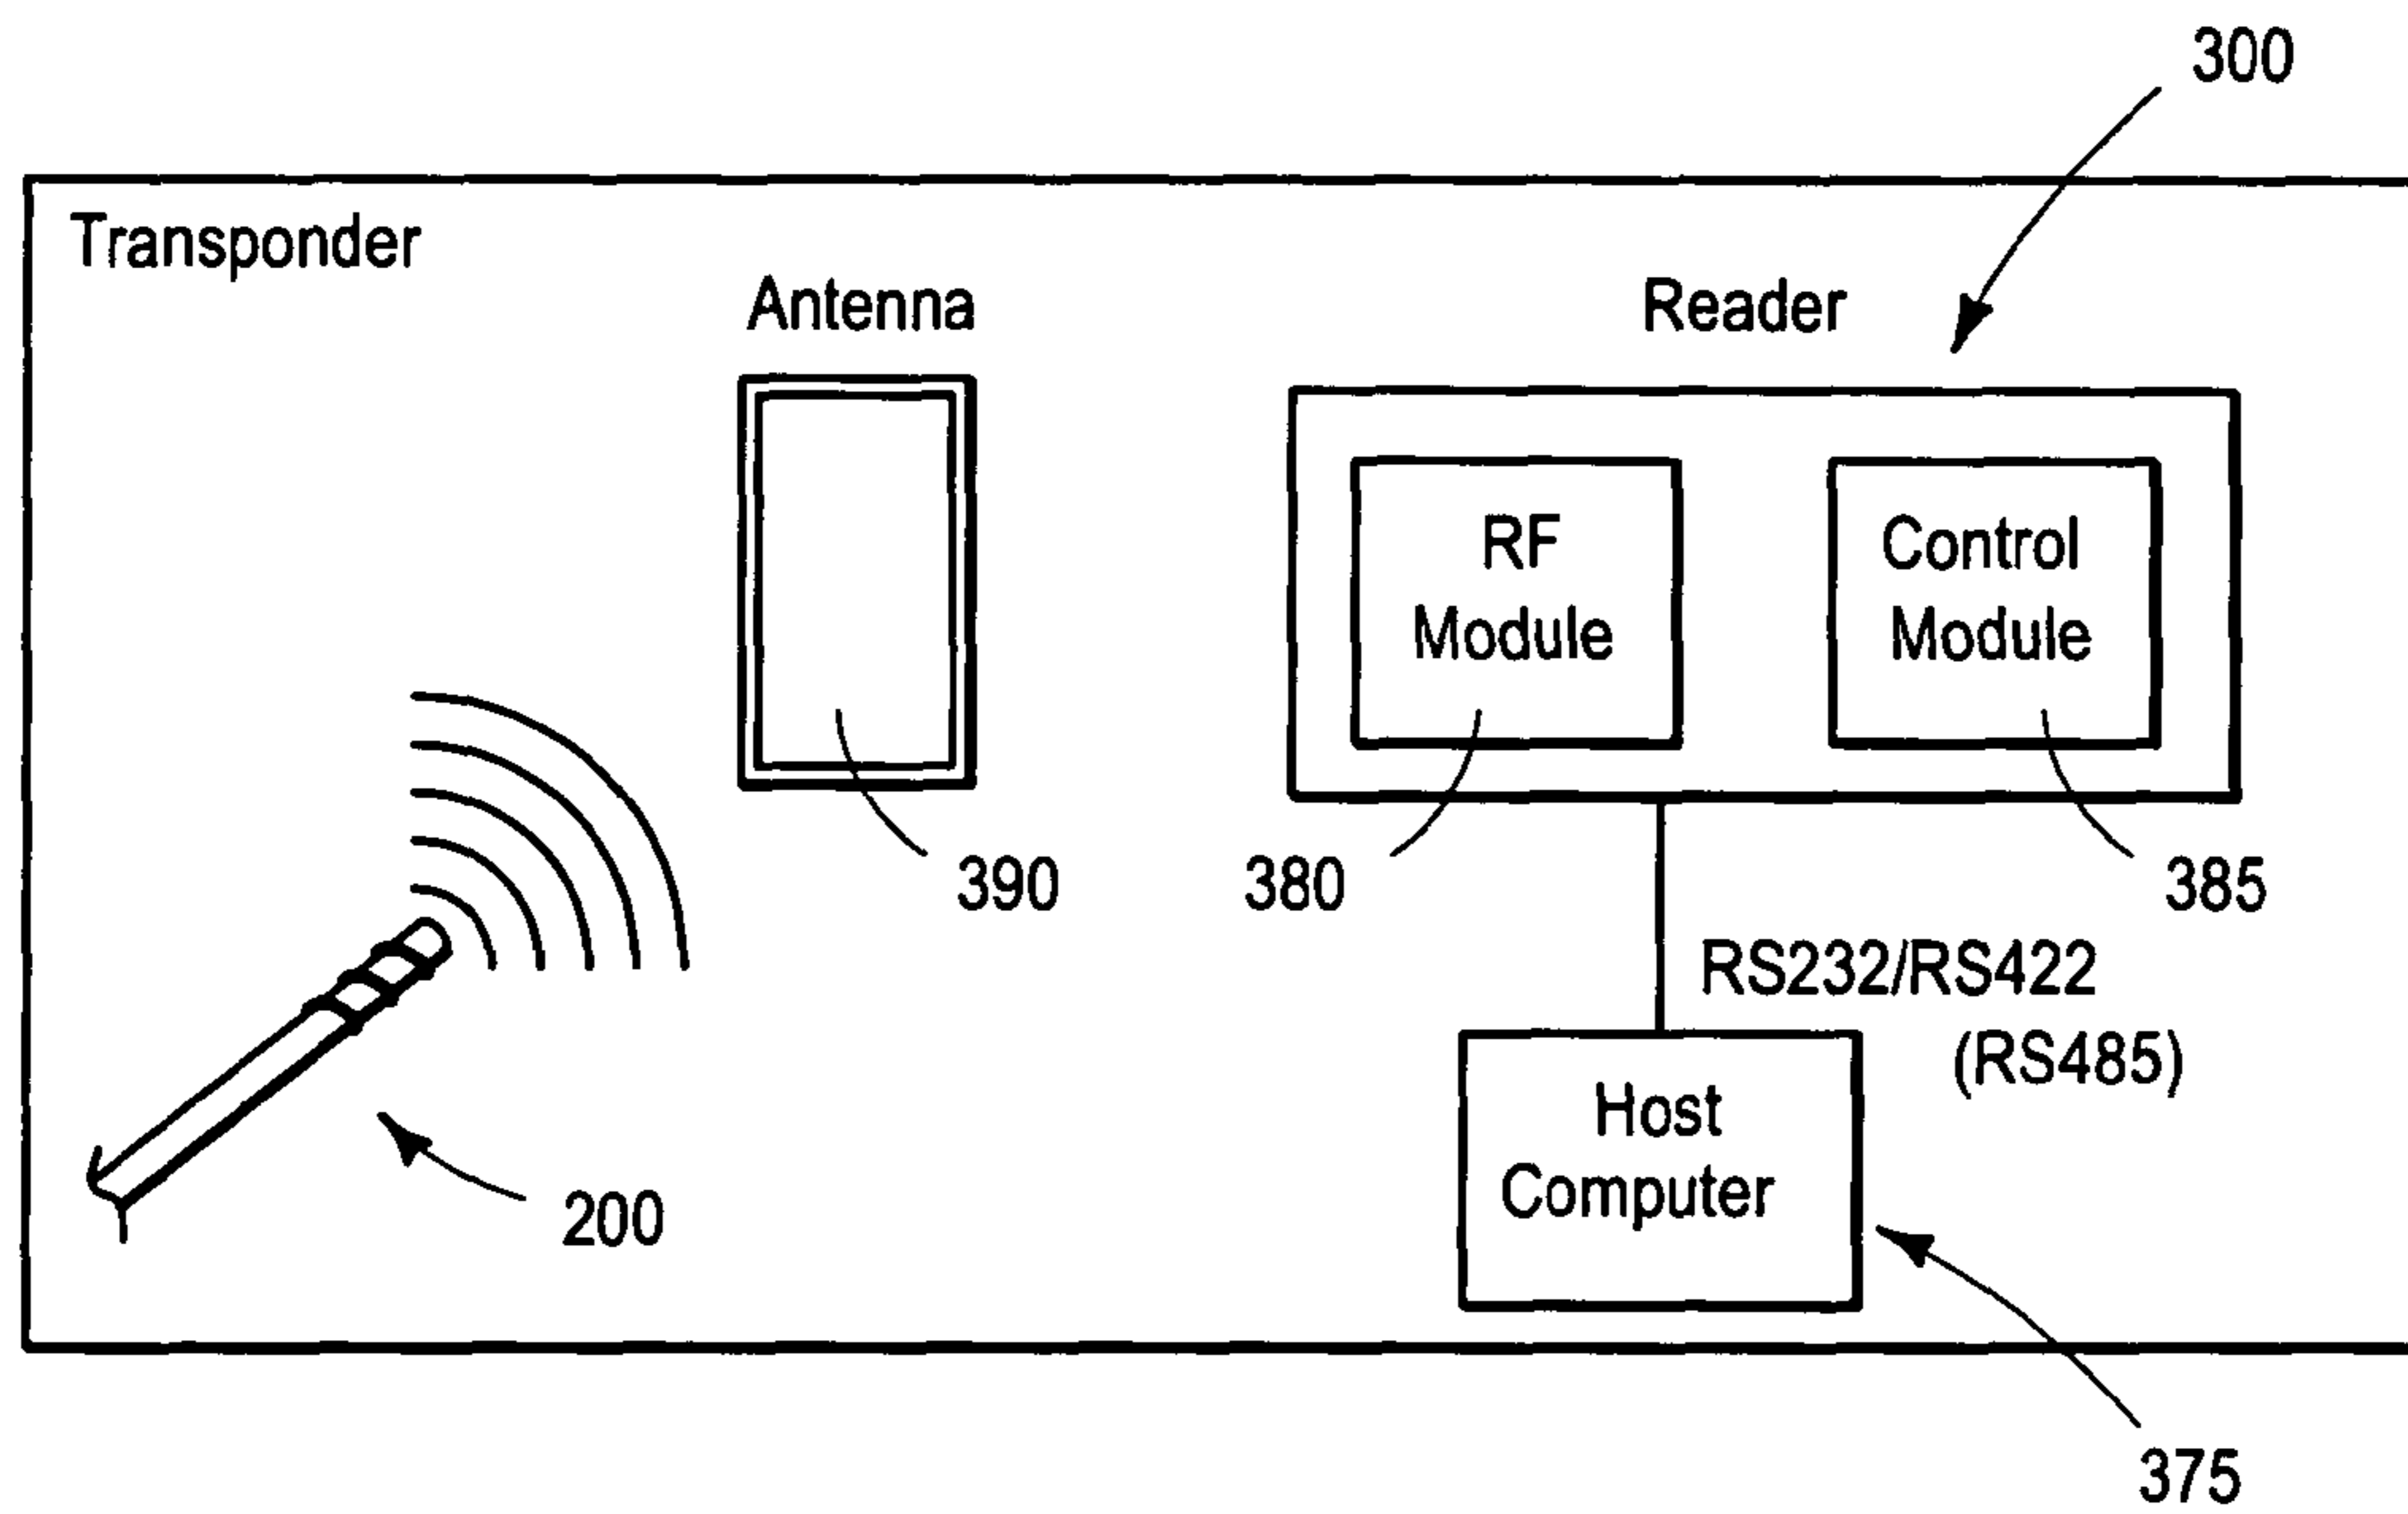 300
Transponder
Antenna
Reader
RF
Module
Control
Module
390
380
385
RS232/RS422
(RS485)
Host
Computer
200
375